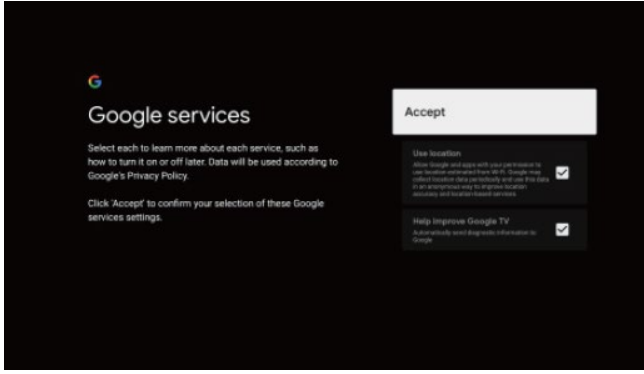 Google services
Select each to learn more about each service, such as
how to turn it on or off later. Data will be used according to
Google's Privacy Policy.
Click 'Accept' to confirm your selection of these Google
services settings.
Accept
Use location
Allow Google and apps with your permission to
use location estimated from Wi-Fi. Google may
collect location data periodically and use this data
in an anonymous way to improve location
accuracy and location-based services
Help improve Google TV
Automatically send diagnostic information to
Google